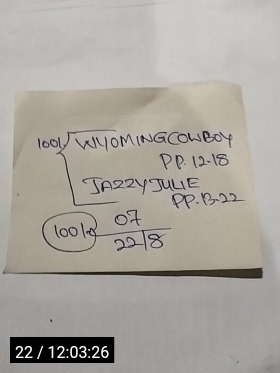 100% WYOMINGCOWBOY
PP. 12-18
JAZZYJULIE
PP. 13-22
100% 07
22/8
22 / 12:03:26